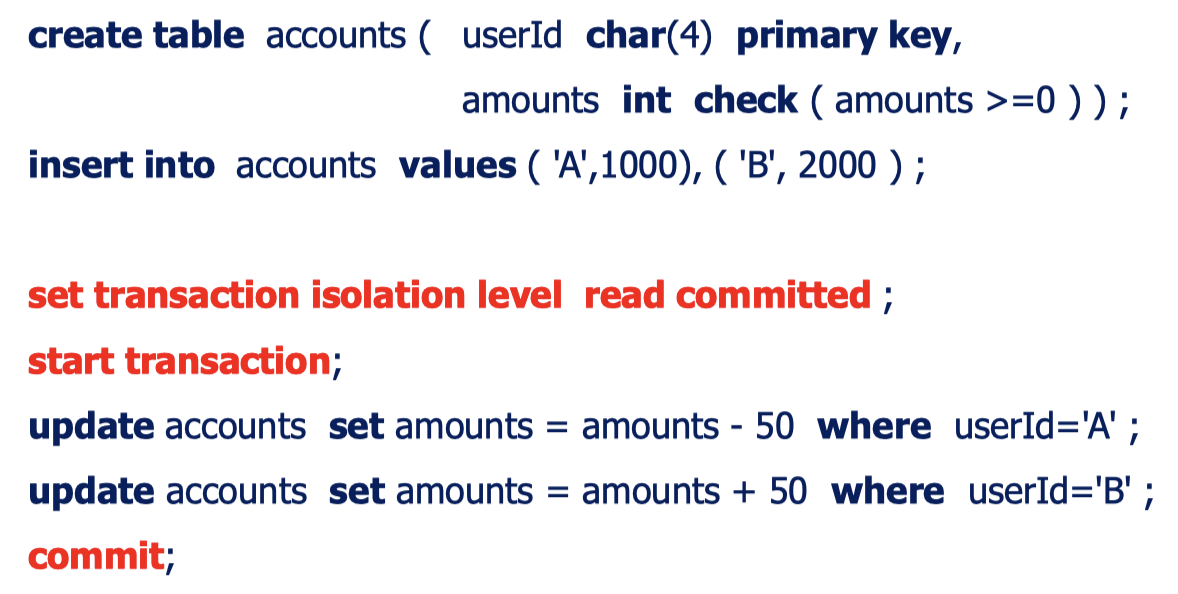 create table accounts ( userId char(4) primary key,
amounts int check ( amounts >=0 ) ) ;
insert into accounts values ( 'A',1000), ( 'B', 2000 ) ;
set transaction isolation level read committed ;
start transaction;
update accounts set amounts = amounts - 50 where userId='A' ;
update accounts set amounts = amounts + 50 where userId='B' ;
commit;